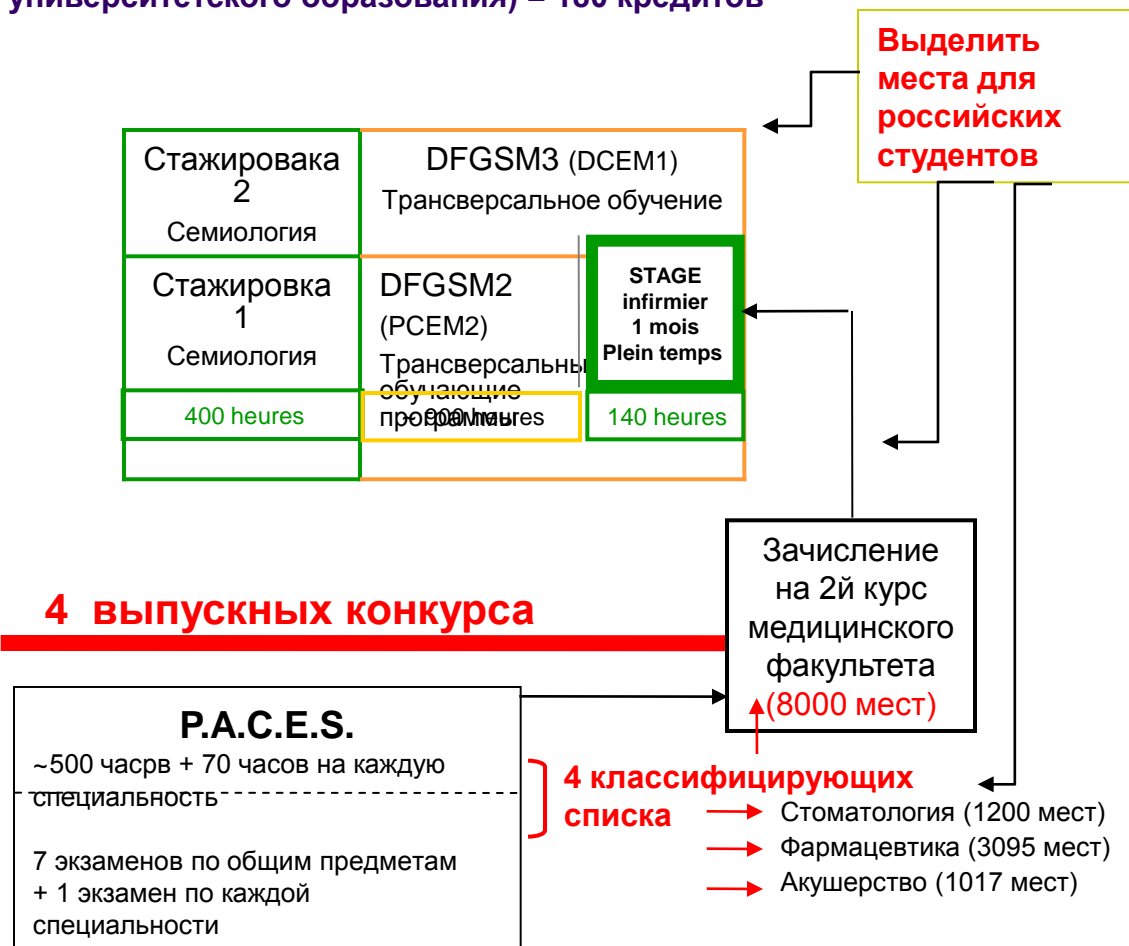 университетского образования) = 180 кредитов
Выделить
места для
российских
студентов
Стажировака
2
Семиология
DFGSM3 (DCEM1)
Трансверсальное обучение
Стажировка
1
Семиология
DFGSM2
(PCEM2)
Трансверсальны
обучающие
программы
STAGE
infirmier
1 mois
Plein temps
400 heures
~ 900 heures
140 heures
Зачисление
на 2й курс
медицинского
факультета
(8000 мест)
4 выпускных конкурса
P.A.C.E.S.
~500 часрв + 70 часов на каждую
специальность
7 экзаменов по общим предметам
+ 1 экзамен по каждой
специальности
4 классифицирующих
списка
Стоматология (1200 мест)
Фармацевтика (3095 мест)
Акушерство (1017 мест)